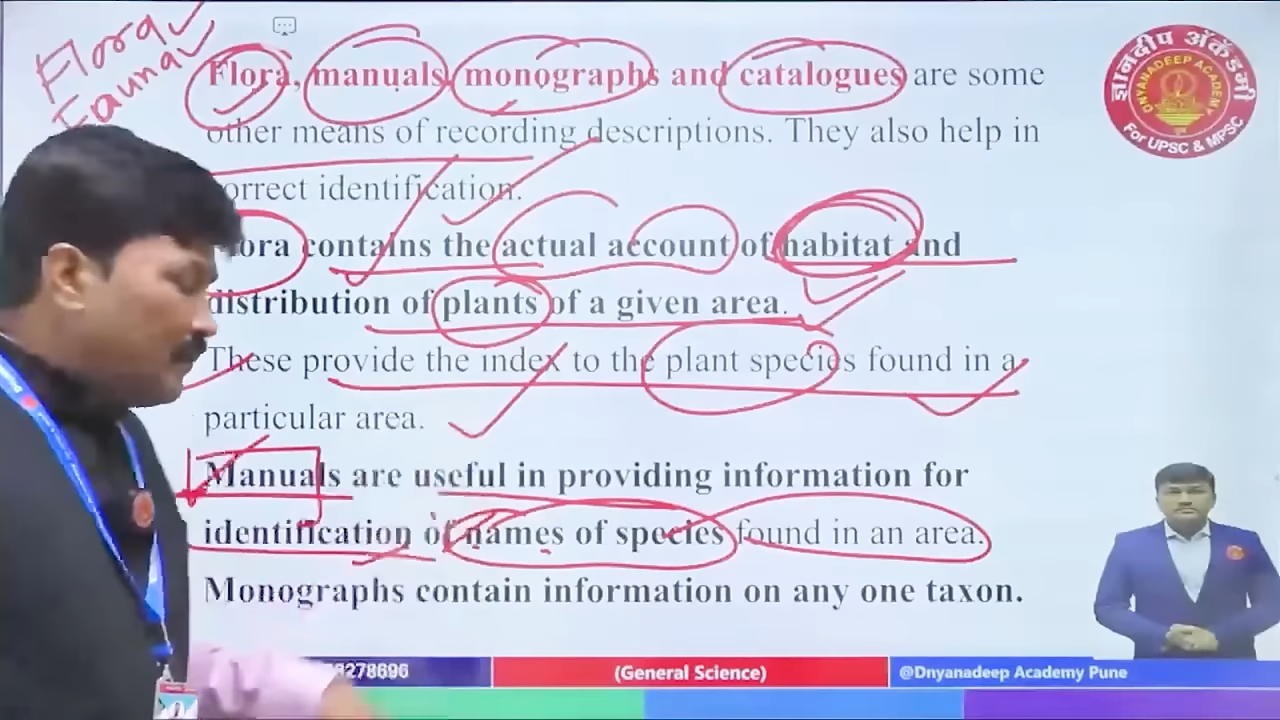 Flora
Fauna
Flora, manuals, monographs and catalogues are some
other means of recording descriptions. They also help in
correct identification.
Flora contains the actual account of habitat and
distribution of plants of a given area.
These provide the index to the plant species found in a
particular area.
Manuals are useful in providing information for
identification of names of species found in an area.
Monographs contain information on any one taxon.
ज्ञानदीप अॅकॅडमी
DNYANADEEP ACADEMY
For UPSC & MPSC
278696
(General Science)
@Dnyanadeep Academy Pune